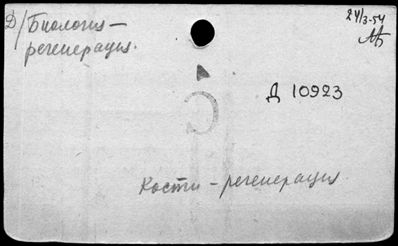 Д/Биология-
регенерация.
24/3-54
Д 10923
С
Кости - регенерация.